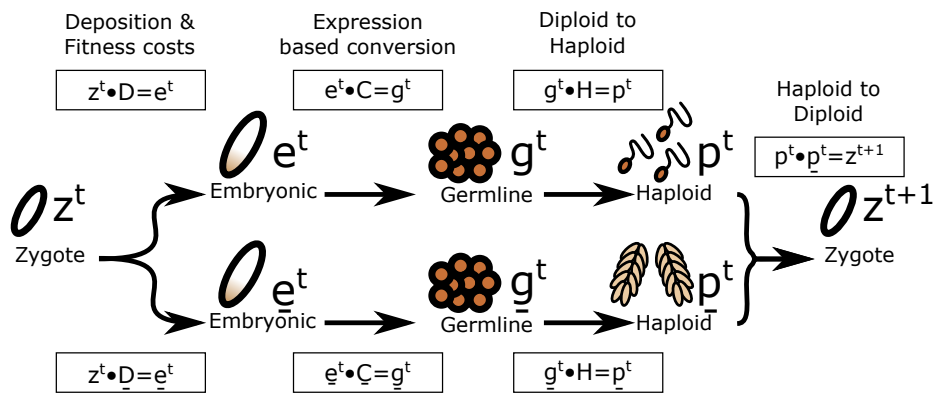 Deposition &
Fitness costs
Expression
based conversion
Diploid to
Haploid
Haploid to
Diploid
z^t•D=e^t
e^t•C=g^t
g^t•H=p^t
p^t•p̲^t=z^t+1
z^t
Zygote
e^t
Embryonic
g^t
Germline
p^t
Haploid
z^t+1
Zygote
e̲^t
Embryonic
g̲^t
Germline
p̲^t
Haploid
z^t•D̲=e̲^t
e̲^t•C̲=g̲^t
g̲^t•H=p̲^t